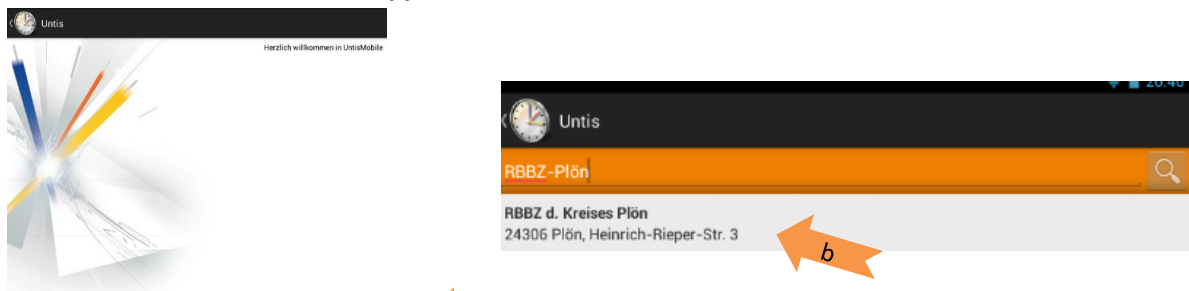 Untis
Herzlich willkommen in UntisMobile
Untis
RBBZ-Plön
RBBZ d. Kreises Plön
24306 Plön, Heinrich-Rieper-Str. 3
b